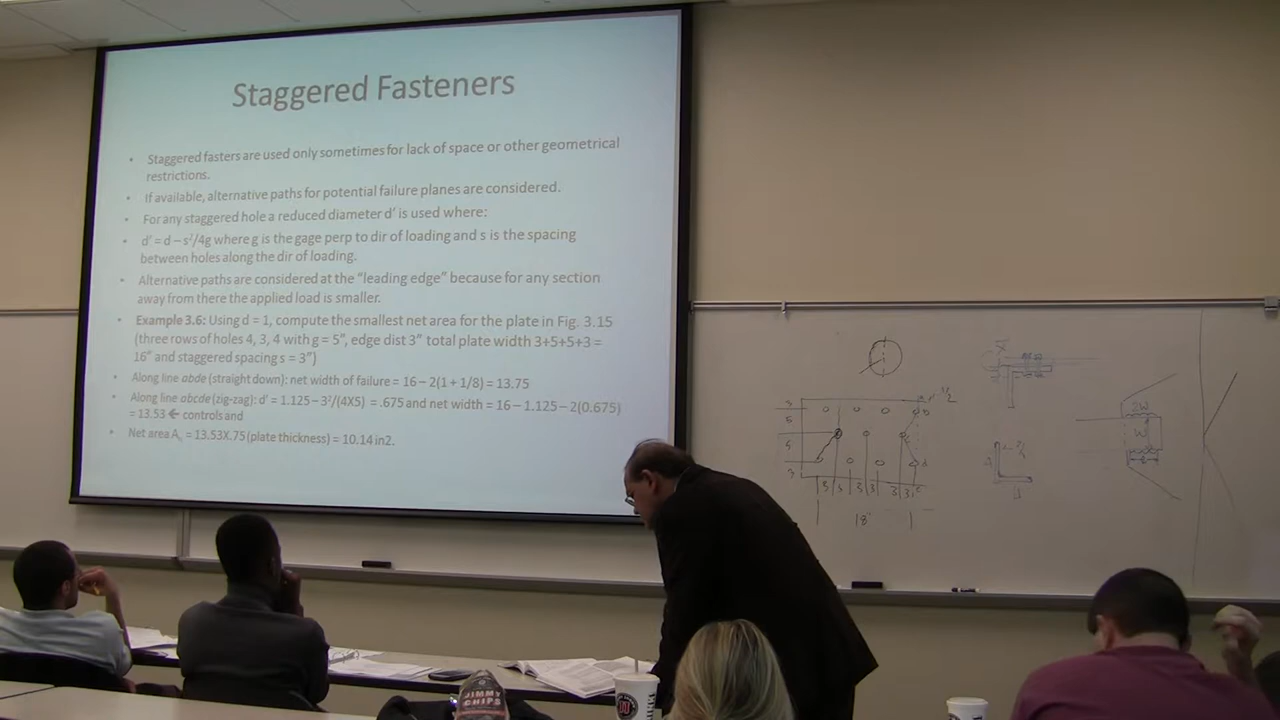 Staggered Fasteners
• Staggered fasters are used only sometimes for lack of space or other geometrical
restrictions.
• If available, alternative paths for potential failure planes are considered.
• For any staggered hole a reduced diameter d' is used where:
• d' = d – s²/4g where g is the gage perp to dir of loading and s is the spacing
between holes along the dir of loading.
• Alternative paths are considered at the "leading edge" because for any section
away from there the applied load is smaller.
• Example 3.6: Using d = 1, compute the smallest net area for the plate in Fig. 3.15
(three rows of holes 4, 3, 4 with g = 5", edge dist 3" total plate width 3+5+5+3 =
16" and staggered spacing s = 3")
• Along line abde (straight down): net width of failure = 16 – 2(1 + 1/8) = 13.75
• Along line abcde (zig-zag): d' = 1.125 – 3²/(4X5) = .675 and net width = 16 – 1.125 – 2(0.675)
= 13.53 ← controls and
• Net area Aₙ = 13.53X.75 (plate thickness) = 10.14 in2.
18"
2W
W
JIMMY
CHIPS